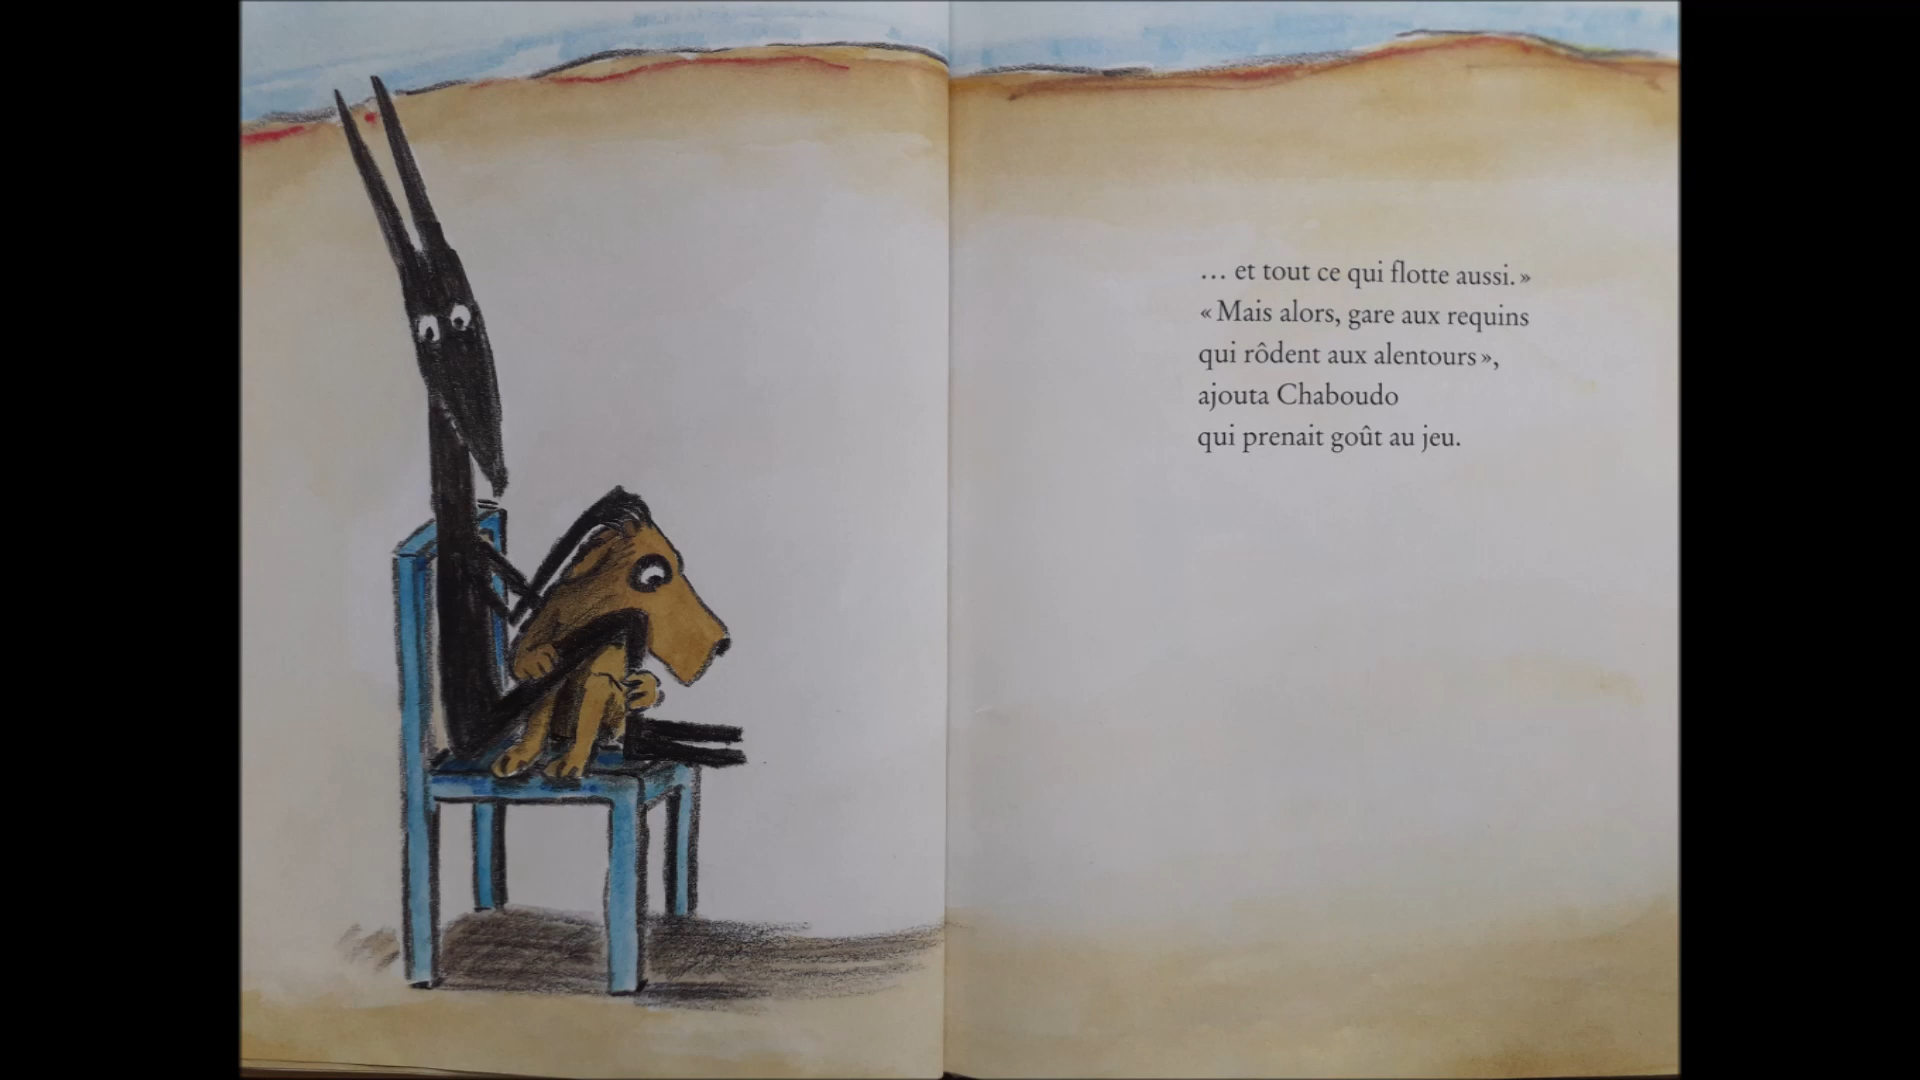 … et tout ce qui flotte aussi. »
« Mais alors, gare aux requins
qui rôdent aux alentours »,
ajouta Chaboudo
qui prenait goût au jeu.